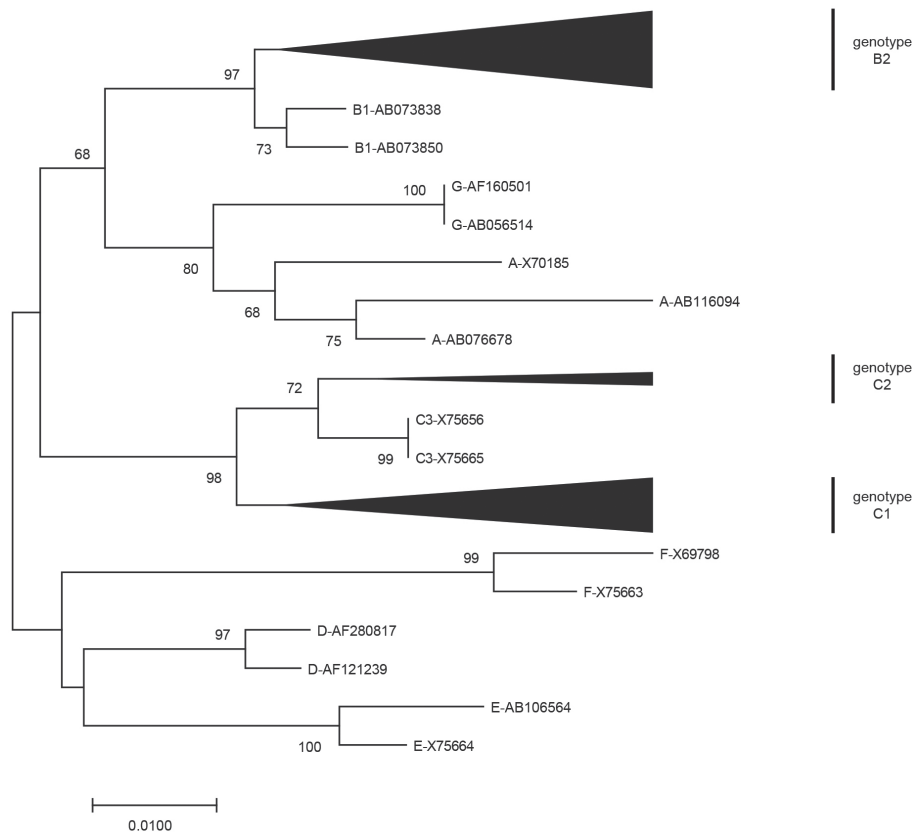 genotype
B2
97
B1-AB073838
73
B1-AB073850
68
100
G-AF160501
G-AB056514
80
A-X70185
68
A-AB116094
75
A-AB076678
genotype
C2
72
C3-X75656
99
C3-X75665
98
genotype
C1
99
F-X69798
F-X75663
97
D-AF280817
D-AF121239
E-AB106564
100
E-X75664
0.0100